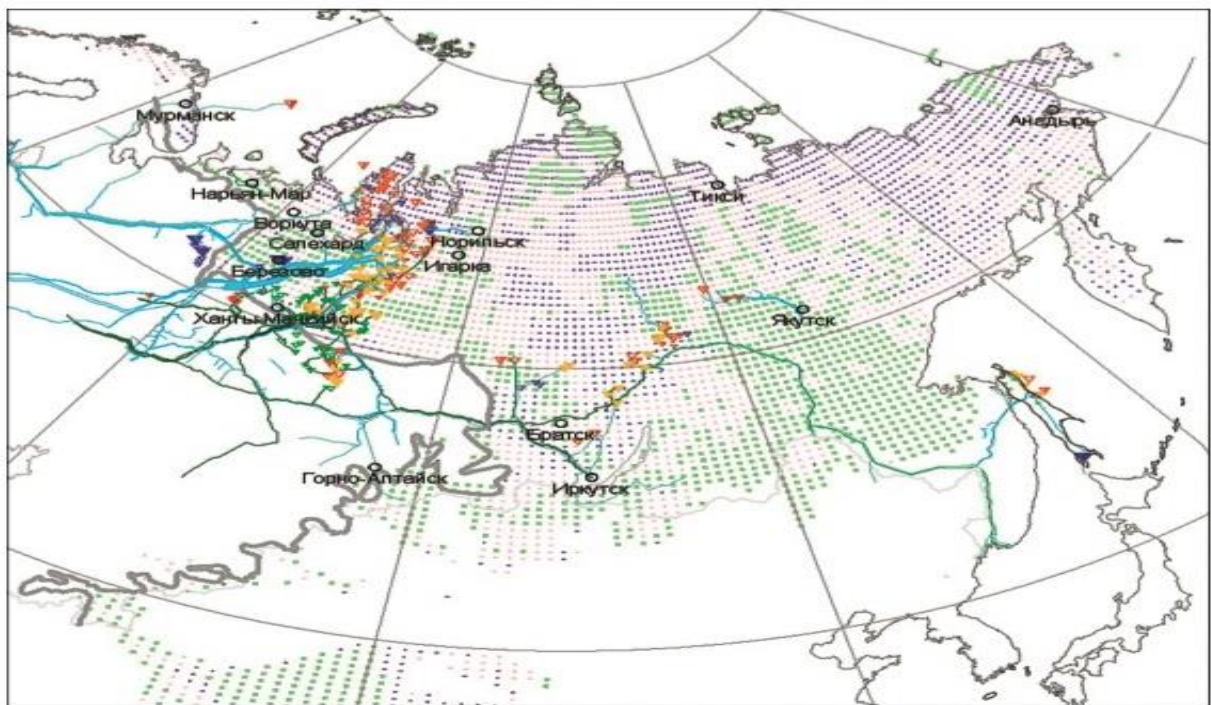 Мурманск
Анадырь
Нарьян-Мар
Тикси
Воркута
Салехард
Норильск
Березово
Игарка
Ханты-Мансийск
Якутск
Братск
Горно-Алтайск
Иркутск